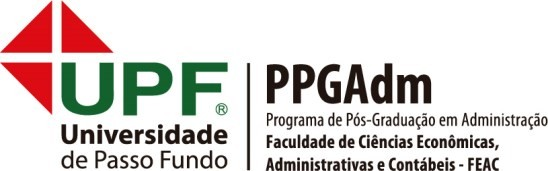 UPF®
Universidade
de Passo Fundo
PPGAdm
Programa de Pós-Graduação em Administração
Faculdade de Ciências Econômicas,
Administrativas e Contábeis - FEAC